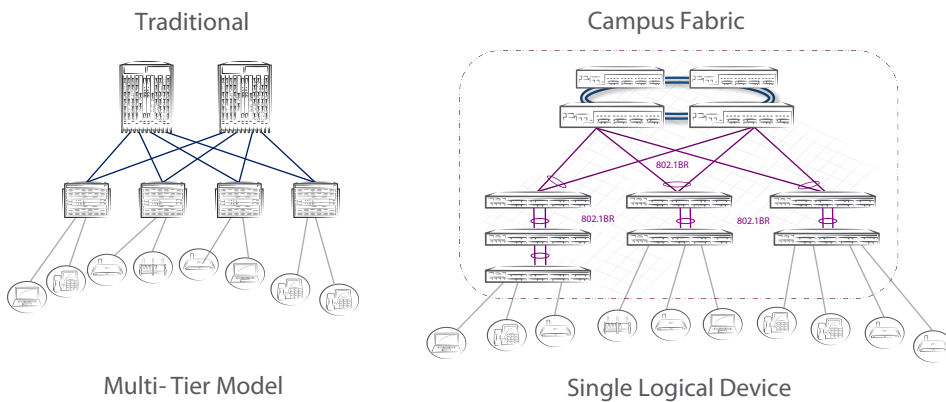 Traditional
Campus Fabric
802.1BR
802.1BR
802.1BR
Multi- Tier Model
Single Logical Device